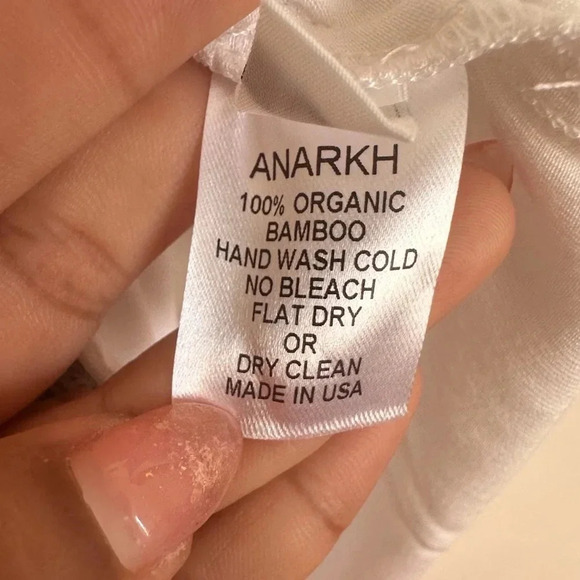 ANARKH
100% ORGANIC
BAMBOO
HAND WASH COLD
NO BLEACH
FLAT DRY
OR
DRY CLEAN
MADE IN USA